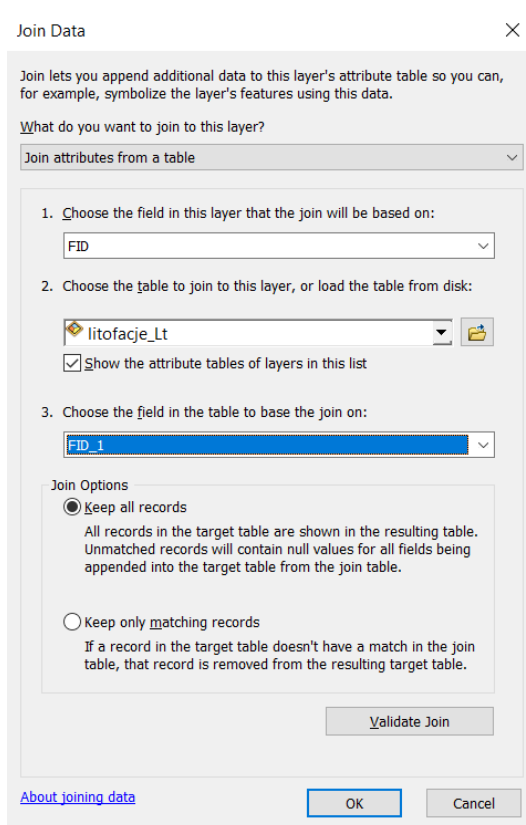 Join Data
Join lets you append additional data to this layer's attribute table so you can,
for example, symbolize the layer's features using this data.
What do you want to join to this layer?
Join attributes from a table
1. Choose the field in this layer that the join will be based on:
FID
2. Choose the table to join to this layer, or load the table from disk:
litofacje_Lt
Show the attribute tables of layers in this list
3. Choose the field in the table to base the join on:
FID_1
Join Options
Keep all records
All records in the target table are shown in the resulting table.
Unmatched records will contain null values for all fields being
appended into the target table from the join table.
Keep only matching records
If a record in the target table doesn't have a match in the join
table, that record is removed from the resulting target table.
Validate Join
About joining data
OK
Cancel